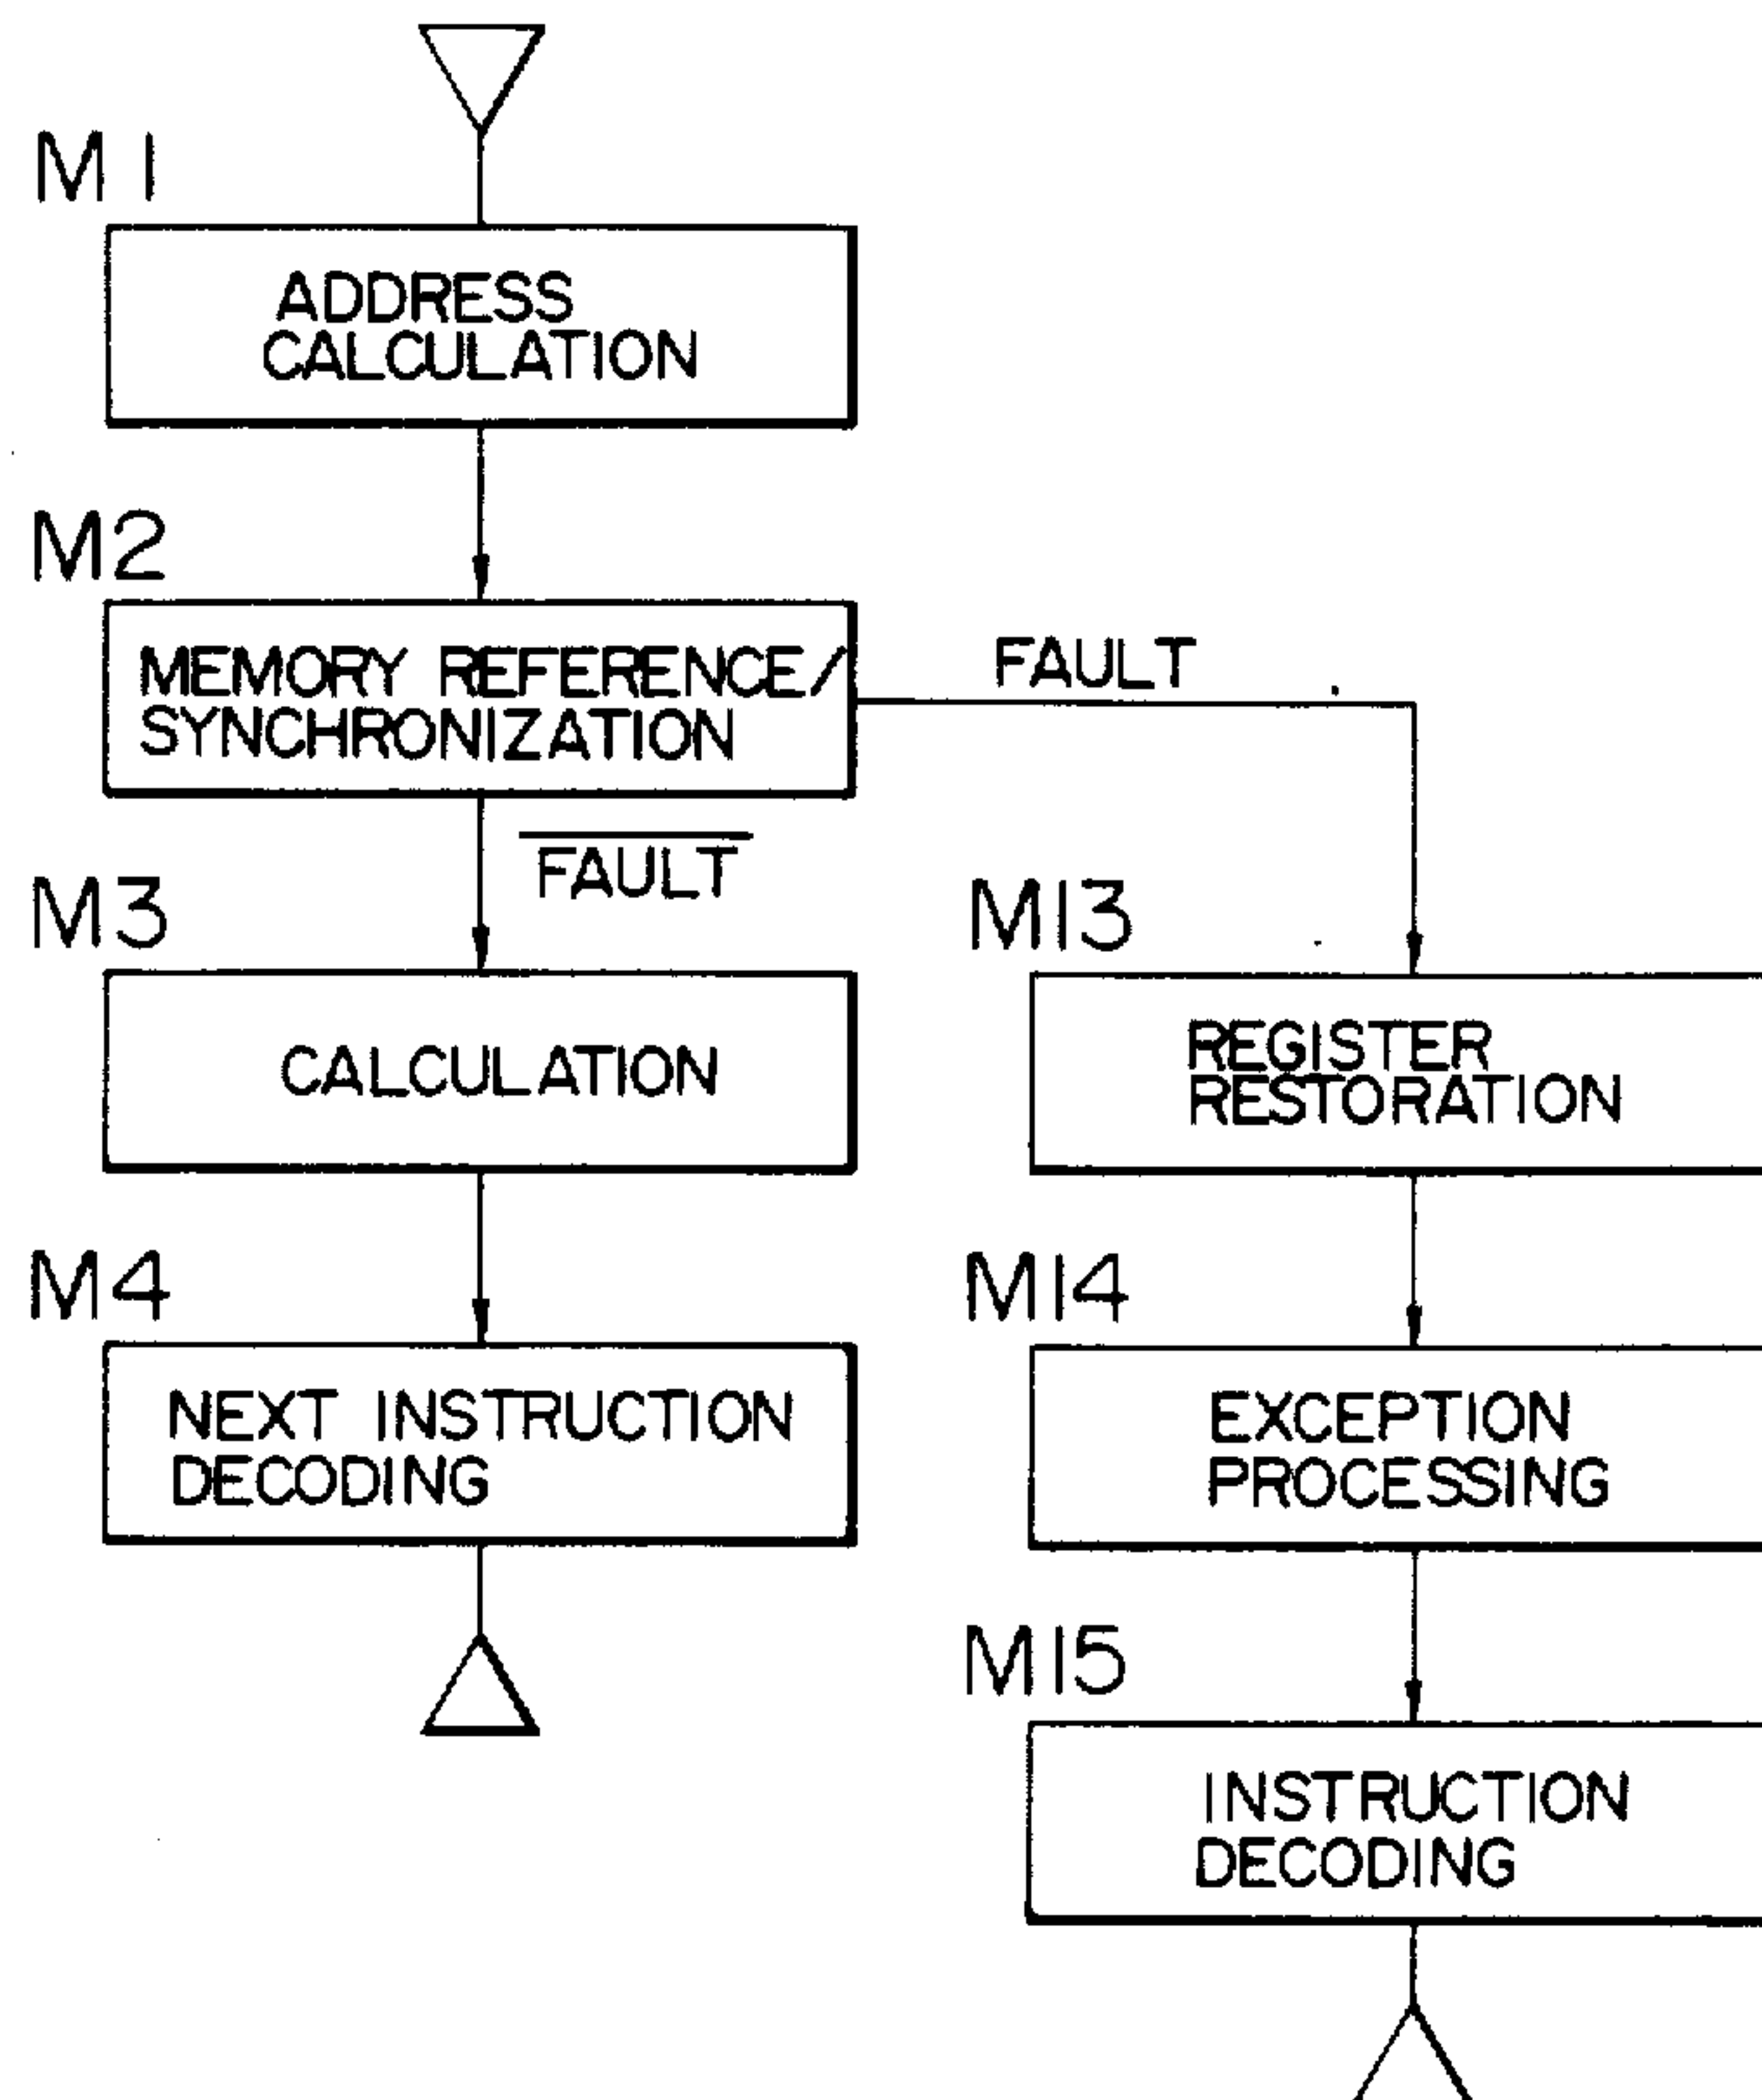 M1
ADDRESS
CALCULATION
M2
MEMORY REFERENCE/
SYNCHRONIZATION
FAULT
FAULT
M3
CALCULATION
M4
NEXT INSTRUCTION
DECODING
M13
REGISTER
RESTORATION
M14
EXCEPTION
PROCESSING
M15
INSTRUCTION
DECODING